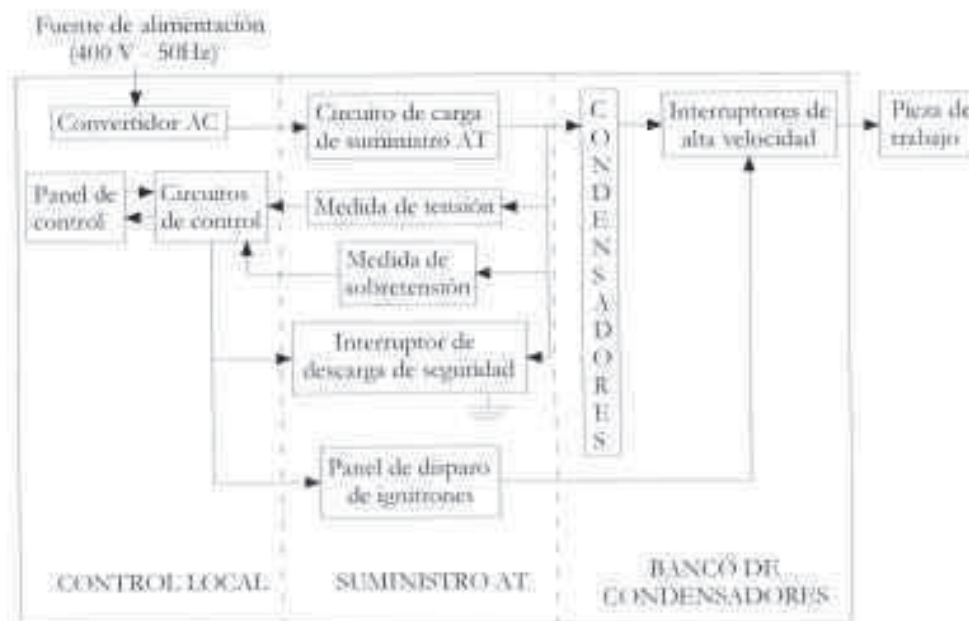 Fuente de alimentación
(400 V - 50Hz)
Convertidor AC
Circuito de carga
de suministro AT
C
O
N
D
E
N
S
A
D
O
R
E
S
Interruptores de
alta velocidad
Pieza de
trabajo
Panel de
control
Circuitos
de control
Medida de tensión
Medida de
sobretensión
Interruptor de
descarga de seguridad
Panel de disparo
de ignitrones
CONTROL LOCAL
SUMINISTRO AT
BANCO DE
CONDENSADORES